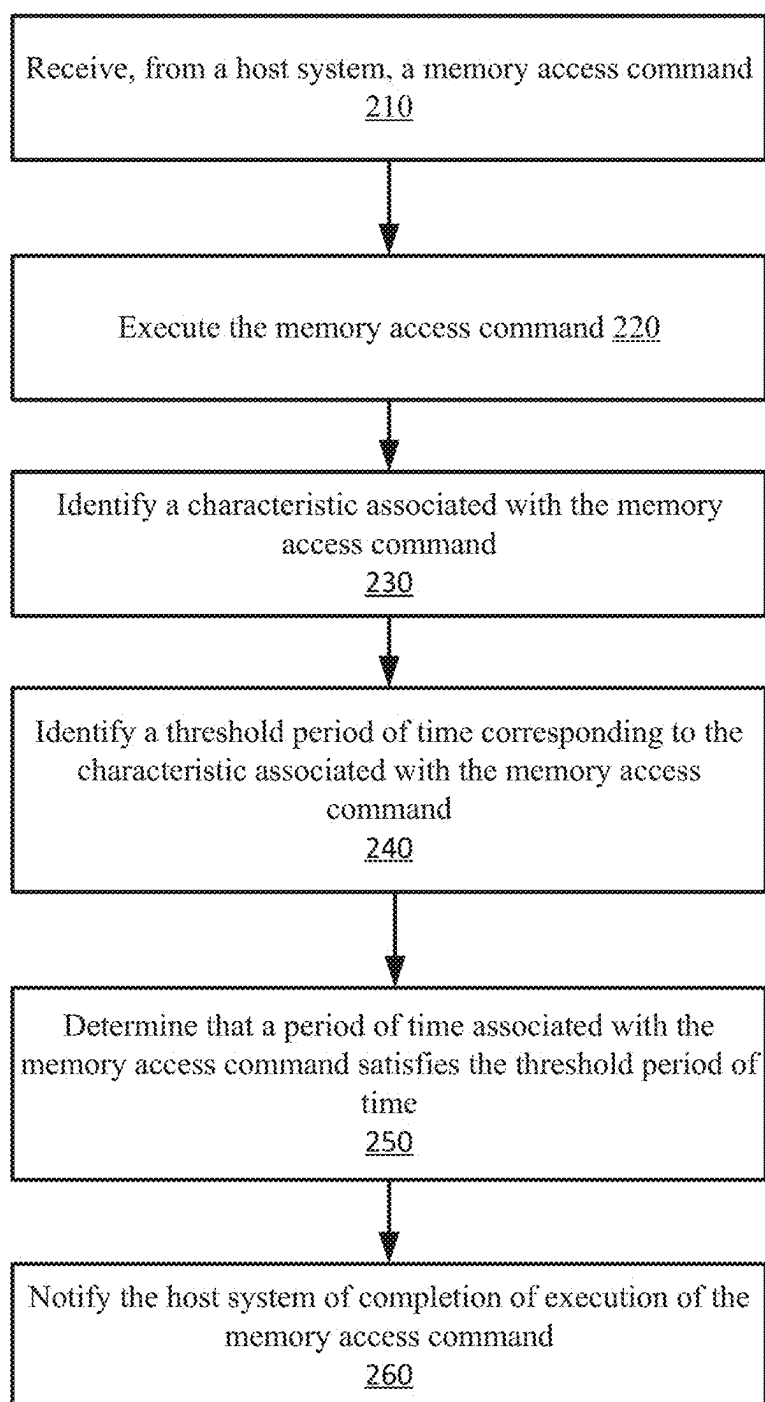 Receive, from a host system, a memory access command
210
Execute the memory access command 220
Identify a characteristic associated with the memory
access command
230
Identify a threshold period of time corresponding to the
characteristic associated with the memory access
command
240
Determine that a period of time associated with the
memory access command satisfies the threshold period of
time
250
Notify the host system of completion of execution of the
memory access command
260